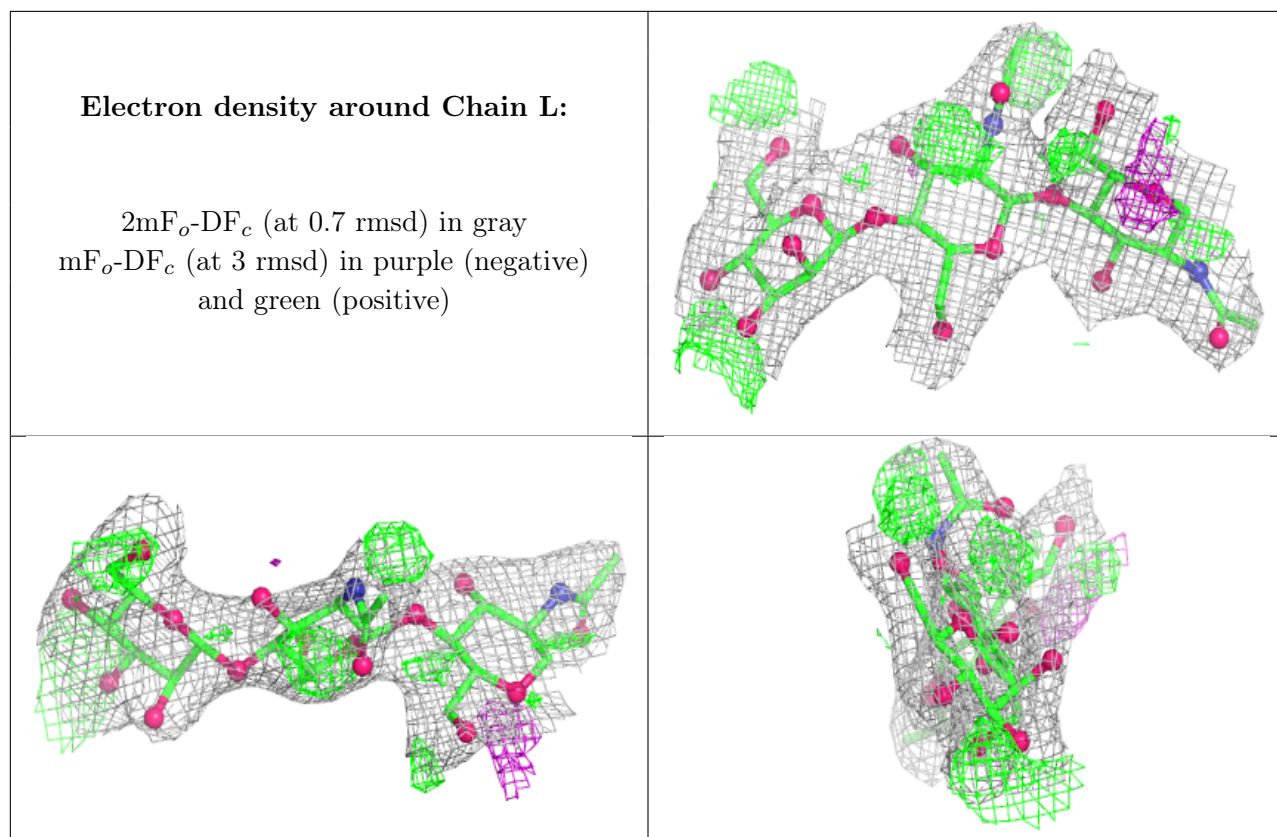 Electron density around Chain L:
2mFₒ-DF𝑐 (at 0.7 rmsd) in gray
mFₒ-DF𝑐 (at 3 rmsd) in purple (negative)
and green (positive)